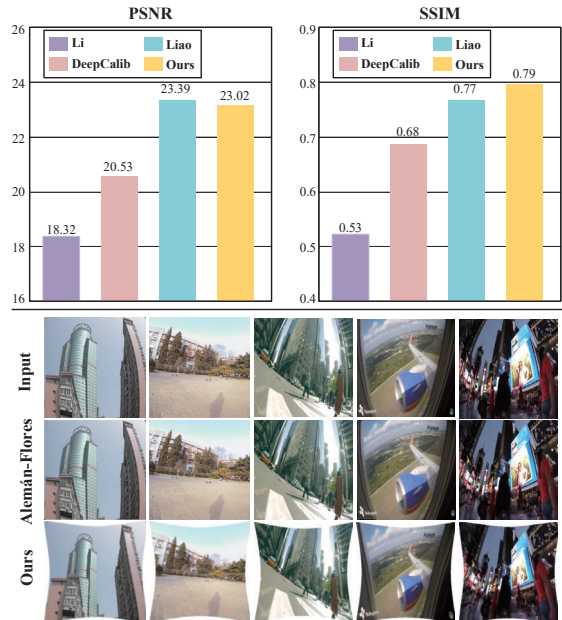 PSNR
26
24
22
20
18
16
Li
Liao
DeepCalib
Ours
18.32
20.53
23.39
23.02
SSIM
0.9
0.8
0.7
0.6
0.5
0.4
Li
Liao
DeepCalib
Ours
0.53
0.68
0.77
0.79
Input
Alemán-Flores
Ours